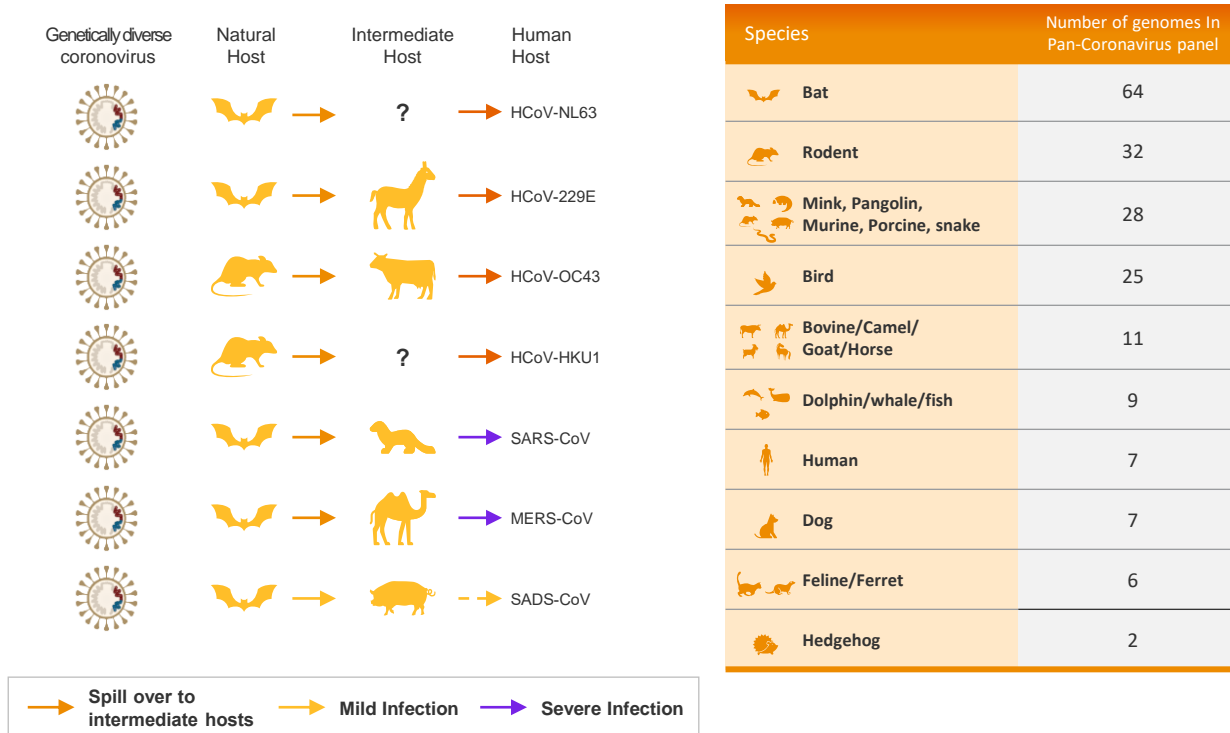 Genetically diverse
coronovirus
Natural
Host
Intermediate
Host
Human
Host
? HCoV-NL63
HCoV-229E
HCoV-OC43
? HCoV-HKU1
SARS-CoV
MERS-CoV
SADS-CoV
Spill over to
intermediate hosts
Mild Infection
Severe Infection
Species
Number of genomes In
Pan-Coronavirus panel
Bat 64
Rodent 32
Mink, Pangolin,
Murine, Porcine, snake
28
Bird 25
Bovine/Camel/
Goat/Horse
11
Dolphin/whale/fish 9
Human 7
Dog 7
Feline/Ferret 6
Hedgehog 2